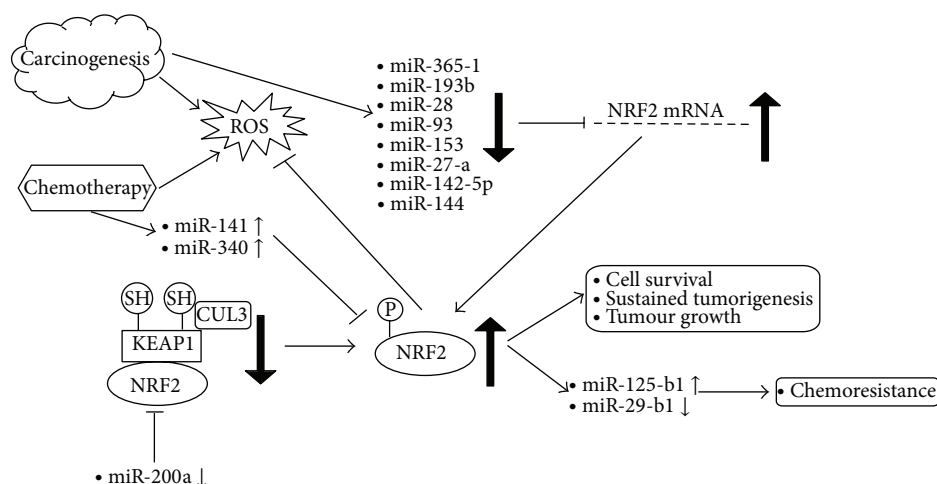 Carcinogenesis
ROS
Chemotherapy
• miR-141 ↑
• miR-340 ↑
• miR-365-1
• miR-193b
• miR-28
• miR-93
• miR-153
• miR-27-a
• miR-142-5p
• miR-144
NRF2 mRNA
SH
SH
CUL3
KEAP1
NRF2
• miR-200a ↓
P
NRF2
• Cell survival
• Sustained tumorigenesis
• Tumour growth
• miR-125-b1 ↑
• miR-29-b1 ↓
• Chemoresistance